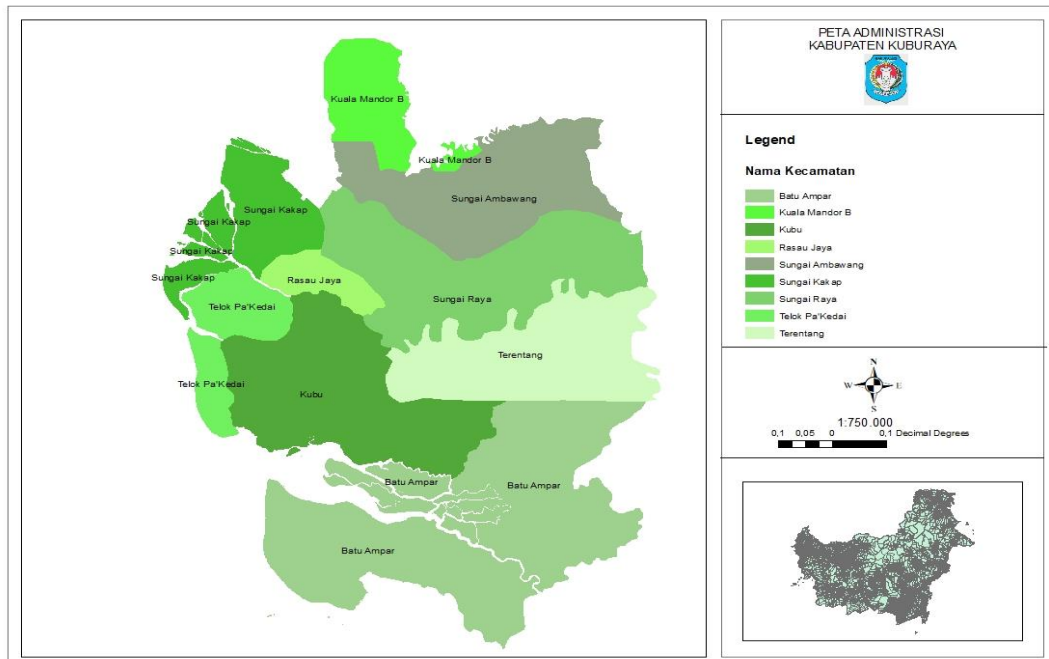 PETA ADMINISTRASI
KABUPATEN KUBURAYA
Legend
Nama Kecamatan
Batu Ampar
Kuala Mandor B
Kubu
Rasau Jaya
Sungai Ambawang
Sungai Kakap
Sungai Raya
Telok Pa'Kedai
Terentang
N
W E
S
1:750.000
0,1 0,05 0 0,1 Decimal Degrees
Kuala Mandor B
Kuala Mandor B
Sungai Ambawang
Sungai Kakap
Sungai Kakap
Sungai Kakap
Sungai Kakap
Rasau Jaya
Sungai Raya
Telok Pa'Kedai
Terentang
Telok Pa'Kedai
Kubu
Batu Ampar
Batu Ampar
Batu Ampar